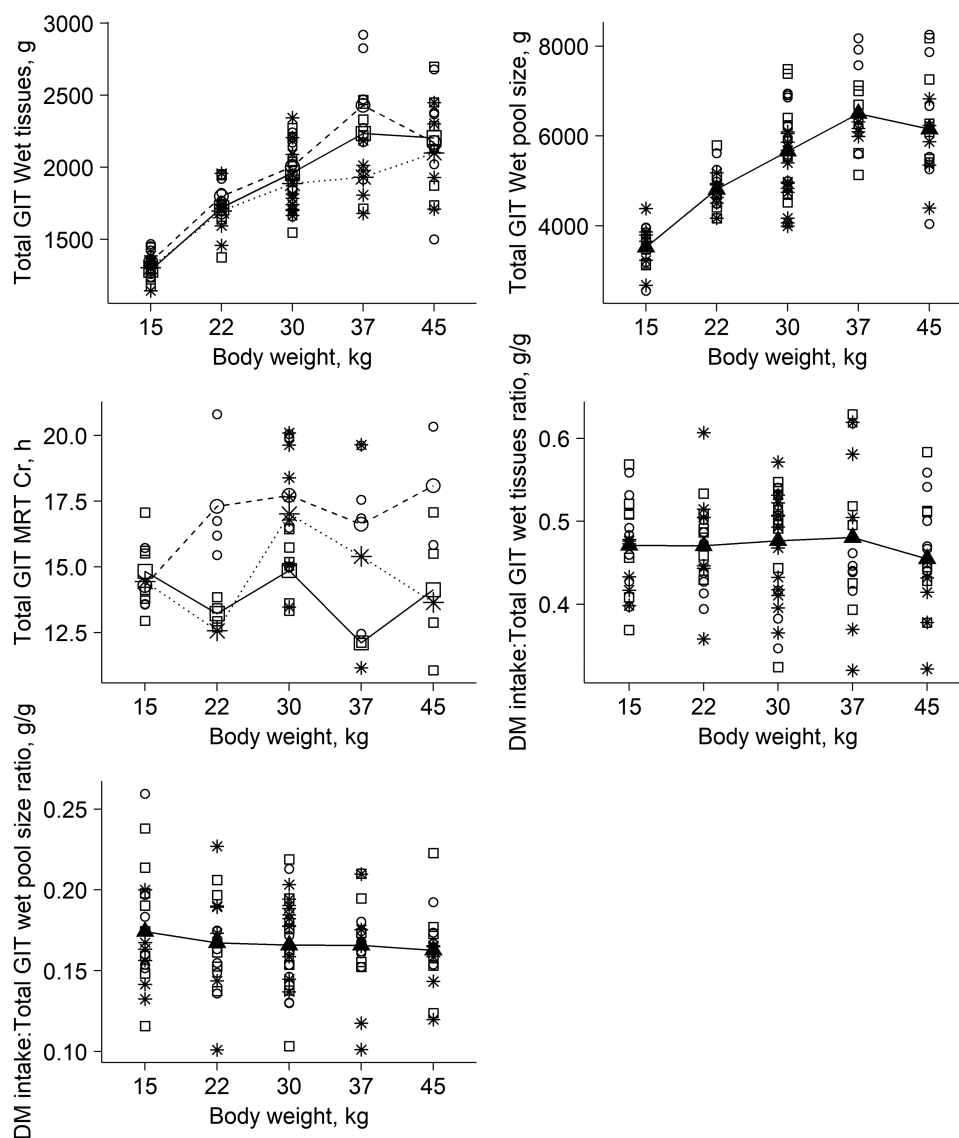 Total GIT Wet tissues, g
3000
2500
2000
1500
15 22 30 37 45
Body weight, kg
Total GIT Wet pool size, g
8000
6000
4000
15 22 30 37 45
Body weight, kg
Total GIT MRT Cr, h
20.0
17.5
15.0
12.5
15 22 30 37 45
Body weight, kg
DM intake:Total GIT wet tissues ratio, g/g
0.6
0.5
0.4
15 22 30 37 45
Body weight, kg
DM intake:Total GIT wet pool size ratio, g/g
0.25
0.20
0.15
0.10
15 22 30 37 45
Body weight, kg